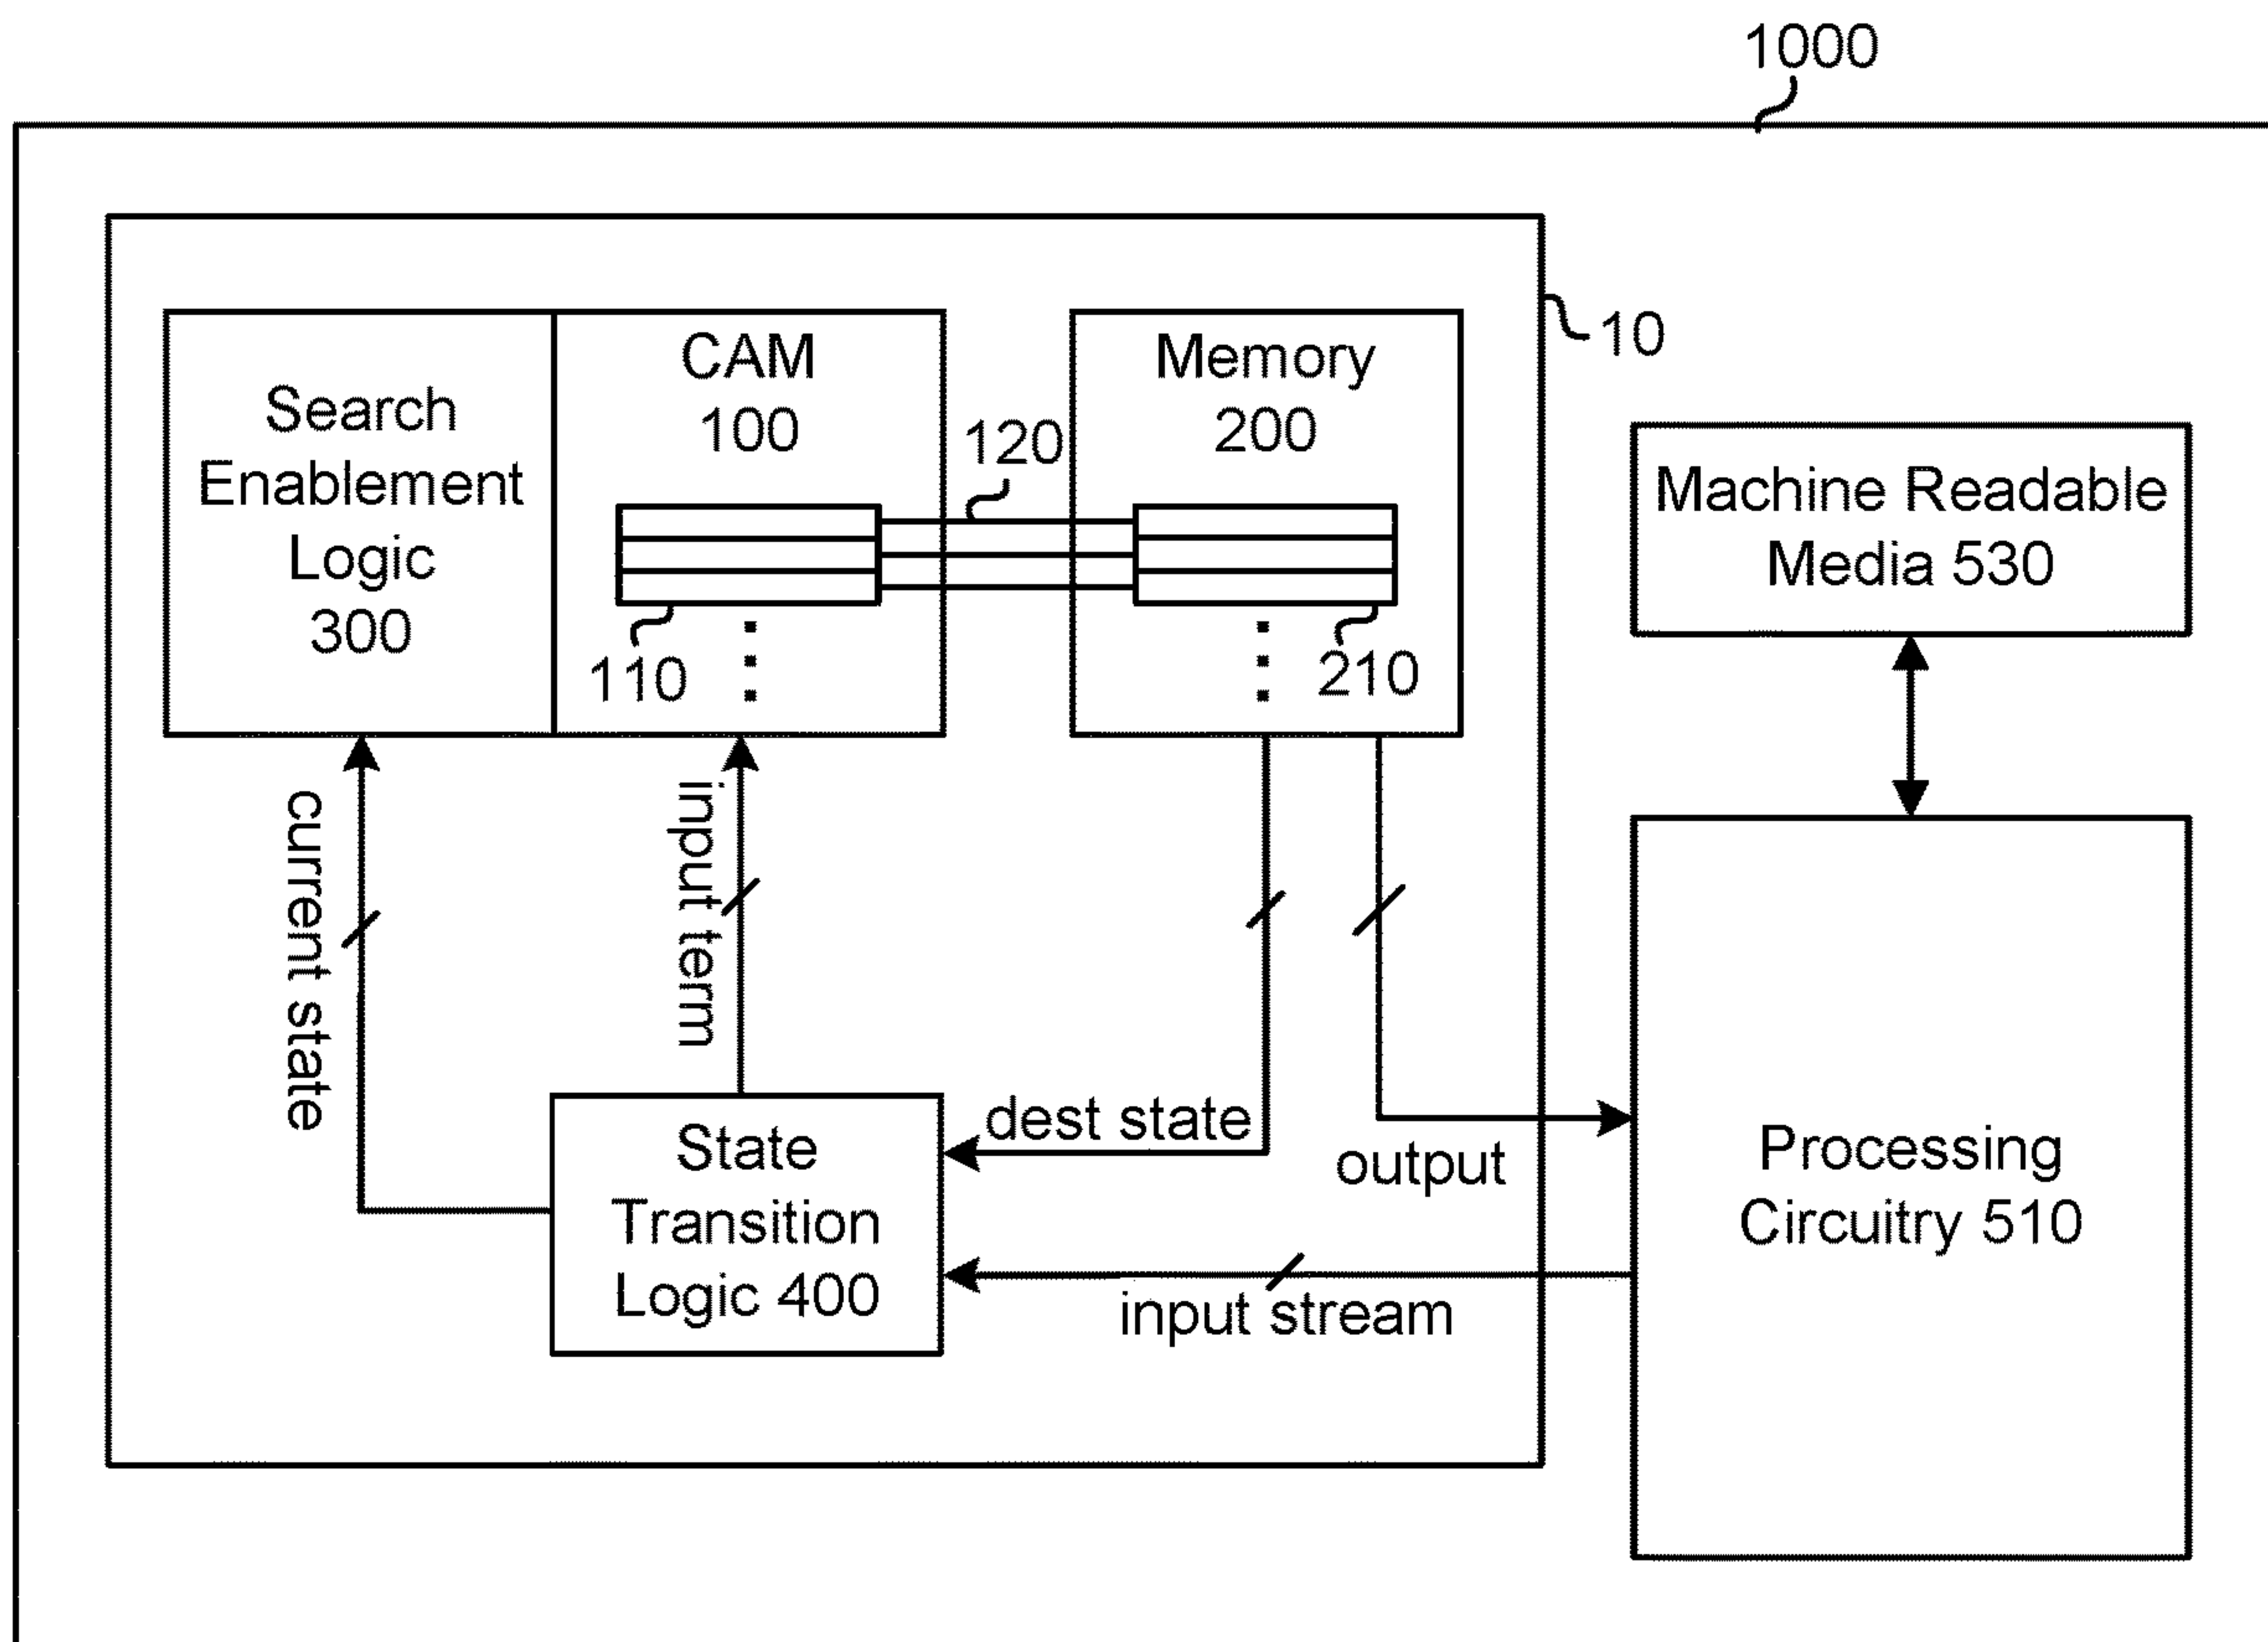 1000
10
Search
Enablement
Logic
300
CAM
100
120
110
Memory
200
210
Machine Readable
Media 530
current state
input term
State
Transition
Logic 400
dest state
output
input stream
Processing
Circuitry 510